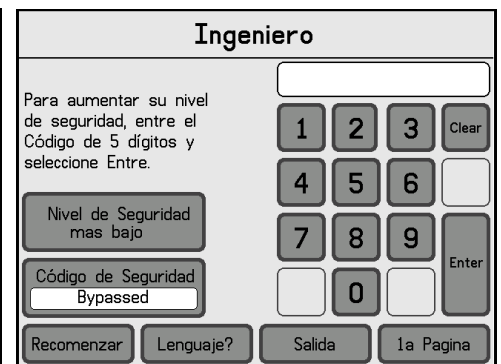 Ingeniero
Para aumentar su nivel
de seguridad, entre el
Código de 5 dígitos y
seleccione Entre.
1 2 3 Clear
4 5 6
Nivel de Seguridad
mas bajo
7 8 9
Enter
Código de Seguridad
Bypassed
0
Recomenzar Lenguaje? Salida 1a Pagina